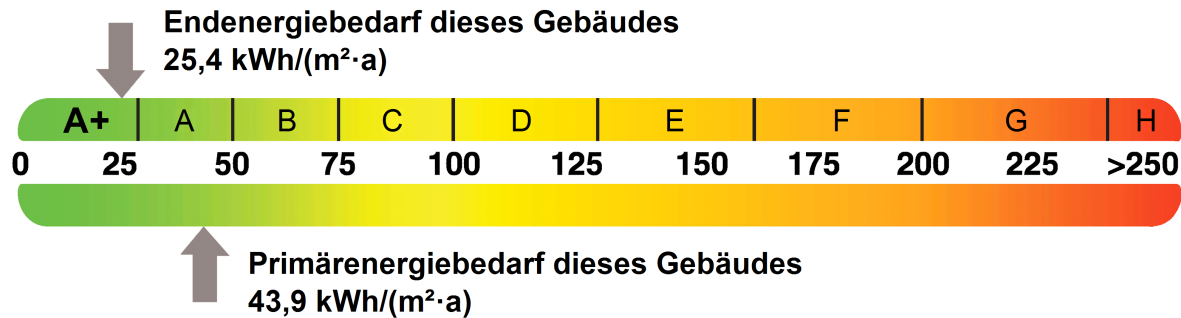 Endenergiebedarf dieses Gebäudes
25,4 kWh/(m²·a)
A+ A B C D E F G H
0 25 50 75 100 125 150 175 200 225 >250
Primärenergiebedarf dieses Gebäudes
43,9 kWh/(m²·a)